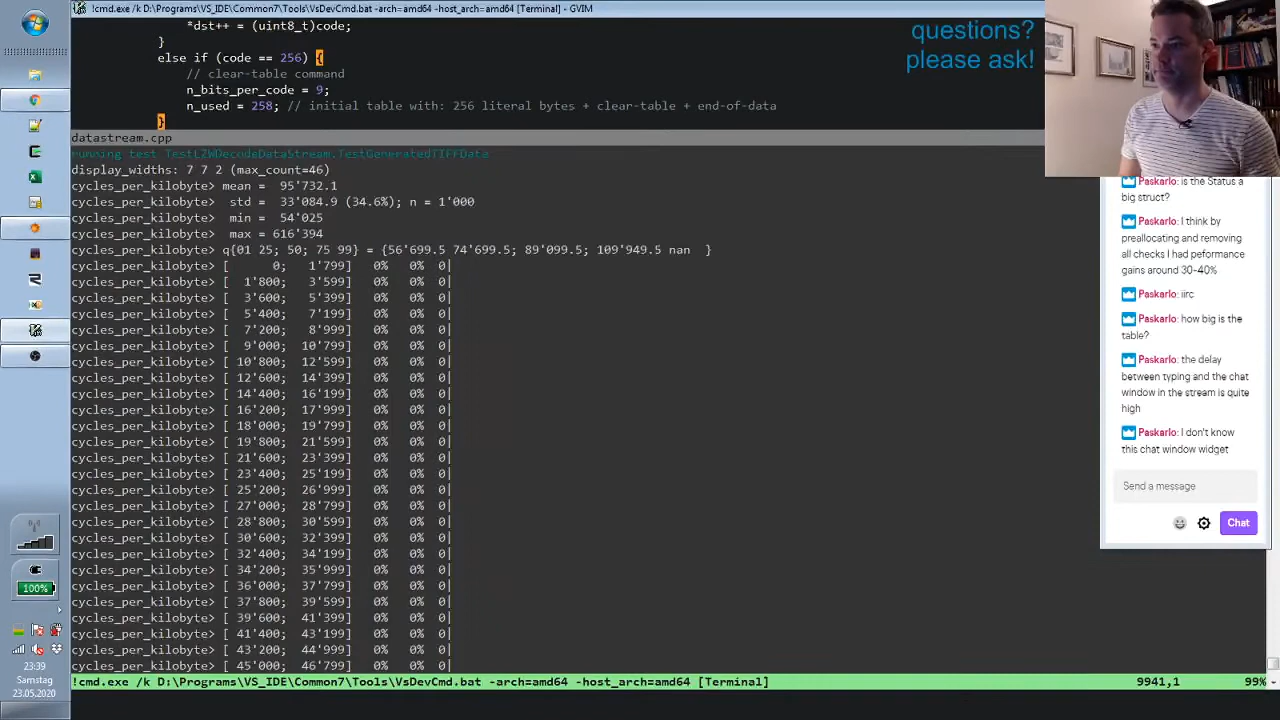 !cmd.exe /k D:\Programs\VS_IDE\Common7\Tools\VsDevCmd.bat -arch=amd64 -host_arch=amd64 [Terminal] - GVIM
*dst++ = (uint8_t)code;
}
else if (code == 256) {
// clear-table command
n_bits_per_code = 9;
n_used = 258; // initial table with: 256 literal bytes + clear-table + end-of-data
}
datastream.cpp
running test TestLZWDecodeDataStream.TestGeneratedTIFFData
display_widths: 7 7 2 (max_count=46)
cycles_per_kilobyte> mean = 95'732.1
cycles_per_kilobyte> std = 33'084.9 (34.6%); n = 1'000
cycles_per_kilobyte> min = 54'025
cycles_per_kilobyte> max = 616'394
cycles_per_kilobyte> q{01 25; 50; 75 99} = {56'699.5 74'699.5; 89'099.5; 109'949.5 nan }
cycles_per_kilobyte> [ 0; 1'799] 0% 0% 0|
cycles_per_kilobyte> [ 1'800; 3'599] 0% 0% 0|
cycles_per_kilobyte> [ 3'600; 5'399] 0% 0% 0|
cycles_per_kilobyte> [ 5'400; 7'199] 0% 0% 0|
cycles_per_kilobyte> [ 7'200; 8'999] 0% 0% 0|
cycles_per_kilobyte> [ 9'000; 10'799] 0% 0% 0|
cycles_per_kilobyte> [ 10'800; 12'599] 0% 0% 0|
cycles_per_kilobyte> [ 12'600; 14'399] 0% 0% 0|
cycles_per_kilobyte> [ 14'400; 16'199] 0% 0% 0|
cycles_per_kilobyte> [ 16'200; 17'999] 0% 0% 0|
cycles_per_kilobyte> [ 18'000; 19'799] 0% 0% 0|
cycles_per_kilobyte> [ 19'800; 21'599] 0% 0% 0|
cycles_per_kilobyte> [ 21'600; 23'399] 0% 0% 0|
cycles_per_kilobyte> [ 23'400; 25'199] 0% 0% 0|
cycles_per_kilobyte> [ 25'200; 26'999] 0% 0% 0|
cycles_per_kilobyte> [ 27'000; 28'799] 0% 0% 0|
cycles_per_kilobyte> [ 28'800; 30'599] 0% 0% 0|
cycles_per_kilobyte> [ 30'600; 32'399] 0% 0% 0|
cycles_per_kilobyte> [ 32'400; 34'199] 0% 0% 0|
cycles_per_kilobyte> [ 34'200; 35'999] 0% 0% 0|
cycles_per_kilobyte> [ 36'000; 37'799] 0% 0% 0|
cycles_per_kilobyte> [ 37'800; 39'599] 0% 0% 0|
cycles_per_kilobyte> [ 39'600; 41'399] 0% 0% 0|
cycles_per_kilobyte> [ 41'400; 43'199] 0% 0% 0|
cycles_per_kilobyte> [ 43'200; 44'999] 0% 0% 0|
cycles_per_kilobyte> [ 45'000; 46'799] 0% 0% 0|
!cmd.exe /k D:\Programs\VS_IDE\Common7\Tools\VsDevCmd.bat -arch=amd64 -host_arch=amd64 [Terminal] 9941,1 99%
questions?
please ask!
Paskarlo: is the Status a
big struct?
Paskarlo: I think by
preallocating and removing
all checks I had peformance
gains around 30-40%
Paskarlo: iirc
Paskarlo: how big is the
table?
Paskarlo: the delay
between typing and the chat
window in the stream is quite
high
Paskarlo: I don't know
this chat window widget
Send a message
Chat
100%
23:39
Samstag
23.05.2020